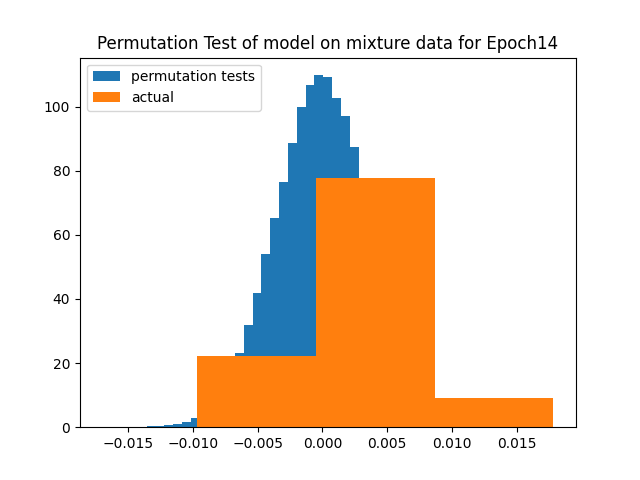 Permutation Test of model on mixture data for Epoch14
permutation tests
actual
100
80
60
40
20
0
−0.015 −0.010 −0.005 0.000 0.005 0.010 0.015